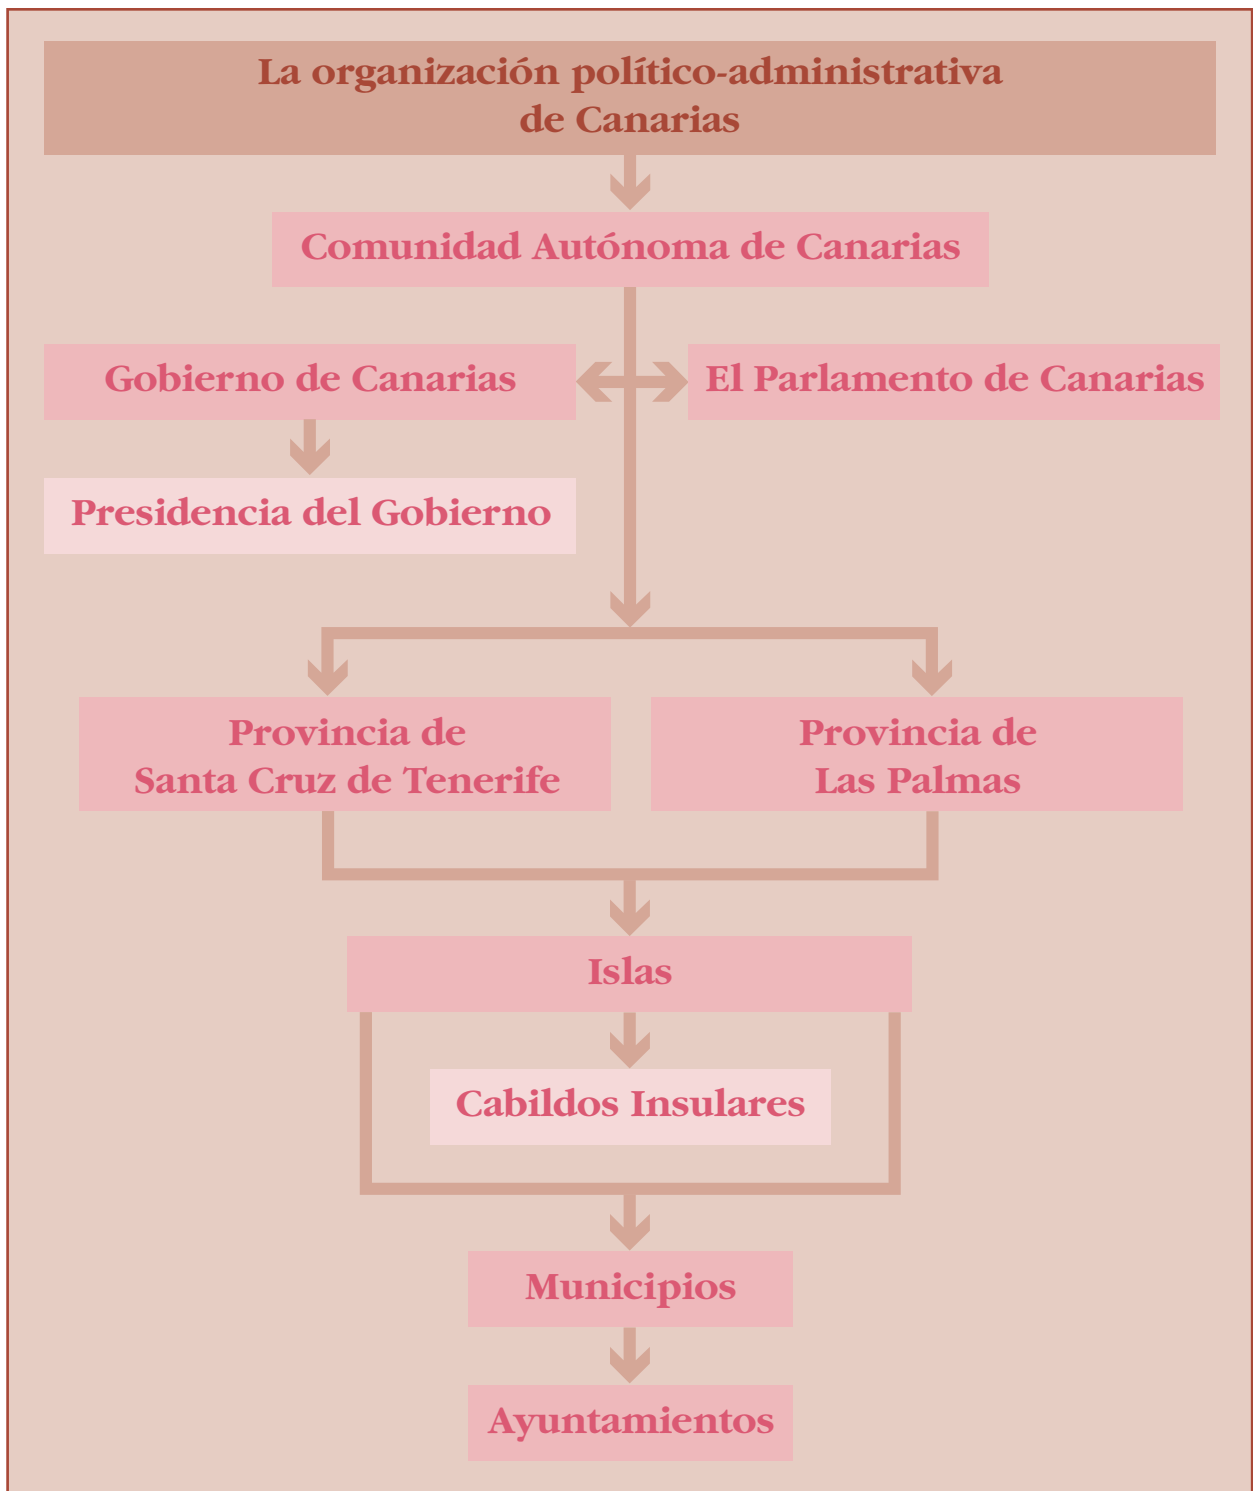 La organización político-administrativa
de Canarias
Comunidad Autónoma de Canarias
Gobierno de Canarias
El Parlamento de Canarias
Presidencia del Gobierno
Provincia de
Santa Cruz de Tenerife
Provincia de
Las Palmas
Islas
Cabildos Insulares
Municipios
Ayuntamientos